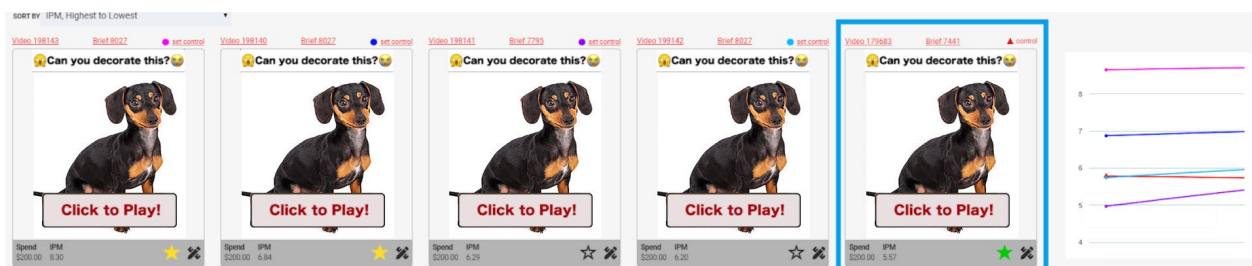 SORT BY IPM, Highest to Lowest
Video 198143 Brief 8027 set control
😱Can you decorate this?😭
Click to Play!
Spend IPM
$200.00 8.30
Video 198140 Brief 8027 set control
😱Can you decorate this?😭
Click to Play!
Spend IPM
$200.00 6.84
Video 198141 Brief 7795 set control
😱Can you decorate this?😭
Click to Play!
Spend IPM
$200.00 6.29
Video 198142 Brief 8027 set control
😱Can you decorate this?😭
Click to Play!
Spend IPM
$200.00 6.20
Video 179683 Brief 7441 control
😱Can you decorate this?😭
Click to Play!
Spend IPM
$200.00 5.57
8
7
6
5
4